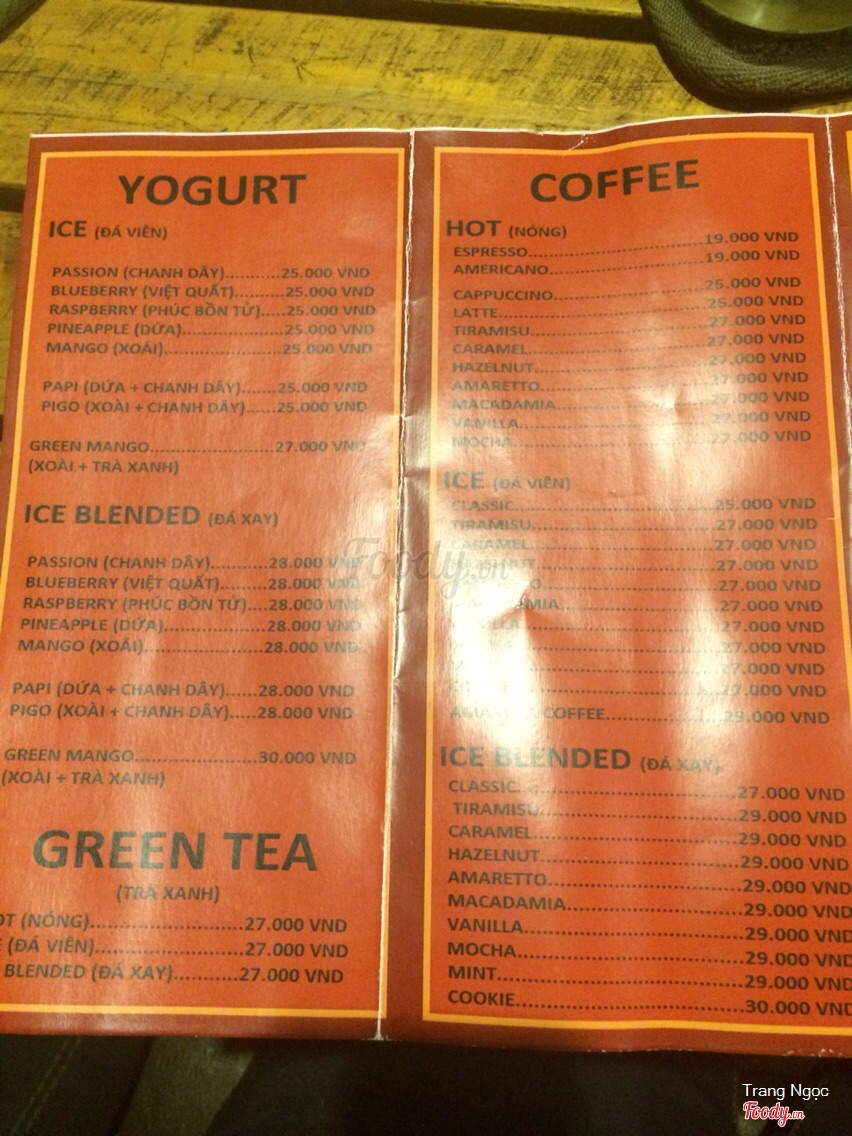 YOGURT
ICE (ĐÁ VIÊN)
PASSION (CHANH DÂY)..........25.000 VND
BLUEBERRY (VIỆT QUẤT).........25.000 VND
RASPBERRY (PHÚC BỒN TỬ).....25.000 VND
PINEAPPLE (DỨA)....................25.000 VND
MANGO (XOÀI).......................25.000 VND
PAPI (DỨA + CHANH DÂY).......25.000 VND
PIGO (XOÀI + CHANH DÂY)......25.000 VND
GREEN MANGO.....................27.000 VND
(XOÀI + TRÀ XANH)
ICE BLENDED (ĐÁ XAY)
PASSION (CHANH DÂY)..........28.000 VND
BLUEBERRY (VIỆT QUẤT)........28.000 VND
RASPBERRY (PHÚC BỒN TỬ)....28.000 VND
PINEAPPLE (DỨA)..................28.000 VND
MANGO (XOÀI).....................28.000 VND
PAPI (DỨA + CHANH DÂY)......28.000 VND
PIGO (XOÀI + CHANH DÂY).....28.000 VND
GREEN MANGO.....................30.000 VND
(XOÀI + TRÀ XANH)
GREEN TEA
(TRÀ XANH)
(NÓNG)..........................27.000 VND
(ĐÁ VIÊN).........................27.000 VND
BLENDED (ĐÁ XAY)............27.000 VND
COFFEE
HOT (NÓNG)
ESPRESSO..............................19.000 VND
AMERICANO..........................19.000 VND
CAPPUCCINO.........................25.000 VND
LATTE....................................25.000 VND
TIRAMISU..............................27.000 VND
CARAMEL..............................27.000 VND
HAZELNUT.............................27.000 VND
AMARETTO............................27.000 VND
MACADAMIA.........................27.000 VND
VANILLA................................27.000 VND
MOCHA.................................27.000 VND
ICE (ĐÁ VIÊN)
CLASSIC.................................25.000 VND
TIRAMISU..............................27.000 VND
CARAMEL..............................27.000 VND
27.000 VND
27.000 VND
27.000 VND
27.000 VND
27.000 VND
27.000 VND
27.000 VND
COFFEE....................29.000 VND
ICE BLENDED (ĐÁ XAY)
CLASSIC.................................27.000 VND
TIRAMISU..............................29.000 VND
CARAMEL..............................29.000 VND
HAZELNUT.............................29.000 VND
AMARETTO............................29.000 VND
MACADAMIA.........................29.000 VND
VANILLA................................29.000 VND
MOCHA.................................29.000 VND
MINT....................................29.000 VND
COOKIE.................................30.000 VND
Foody.vn
Trang Ngọc
Foody.vn